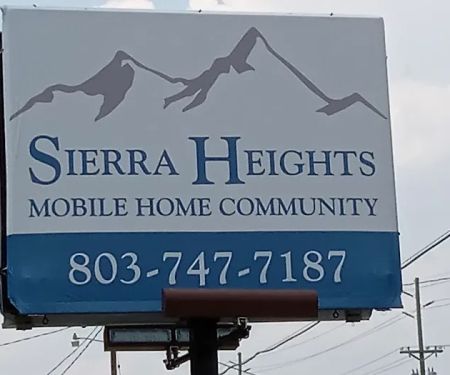 SIERRA HEIGHTS
MOBILE HOME COMMUNITY
803-747-7187